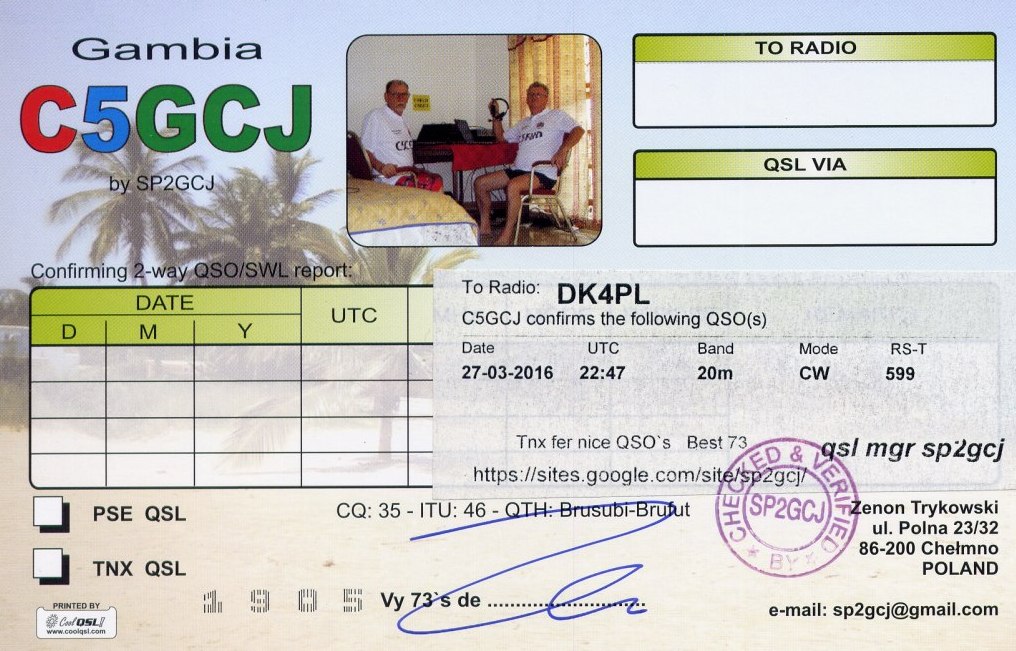 Gambia
C5GCJ
by SP2GCJ
TO RADIO
QSL VIA
Confirming 2-way QSO/SWL report:
DATE
UTC
D M Y
To Radio: DK4PL
C5GCJ confirms the following QSO(s)
Date UTC Band Mode RS-T
27-03-2016 22:47 20m CW 599
Tnx fer nice QSO`s Best 73
qsl mgr sp2gcj
https://sites.google.com/site/sp2gcj/
CHECKED & VERIFIED
SP2GCJ
BY
PSE QSL
CQ: 35 - ITU: 46 - QTH: Brusubi-Brufut
Zenon Trykowski
ul. Polna 23/32
86-200 Chełmno
POLAND
TNX QSL
1905
Vy 73`s de ..........................
e-mail: sp2gcj@gmail.com
PRINTED BY
CoolQSL!
www.coolqsl.com